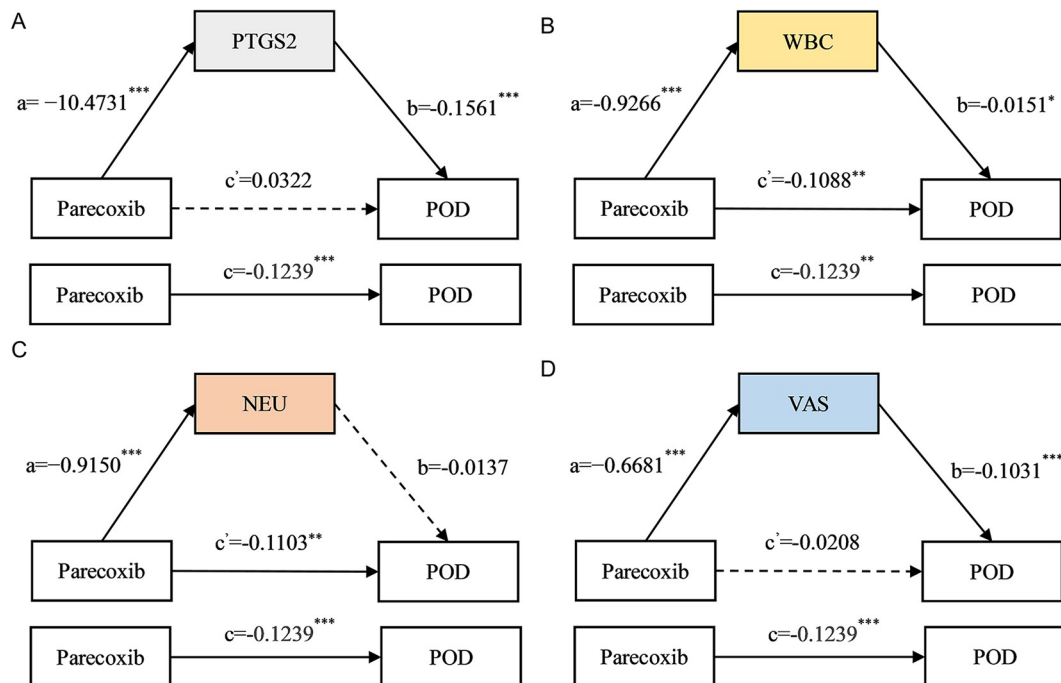 A
PTGS2
a= −10.4731***
b=-0.1561***
c’=0.0322
Parecoxib
POD
c=-0.1239***
Parecoxib
POD
B
WBC
a=-0.9266***
b=-0.0151*
c’=-0.1088**
Parecoxib
POD
c=-0.1239**
Parecoxib
POD
C
NEU
a=−0.9150***
b=-0.0137
c’=-0.1103**
Parecoxib
POD
c=-0.1239***
Parecoxib
POD
D
VAS
a=−0.6681***
b=-0.1031***
c’=-0.0208
Parecoxib
POD
c=-0.1239***
Parecoxib
POD